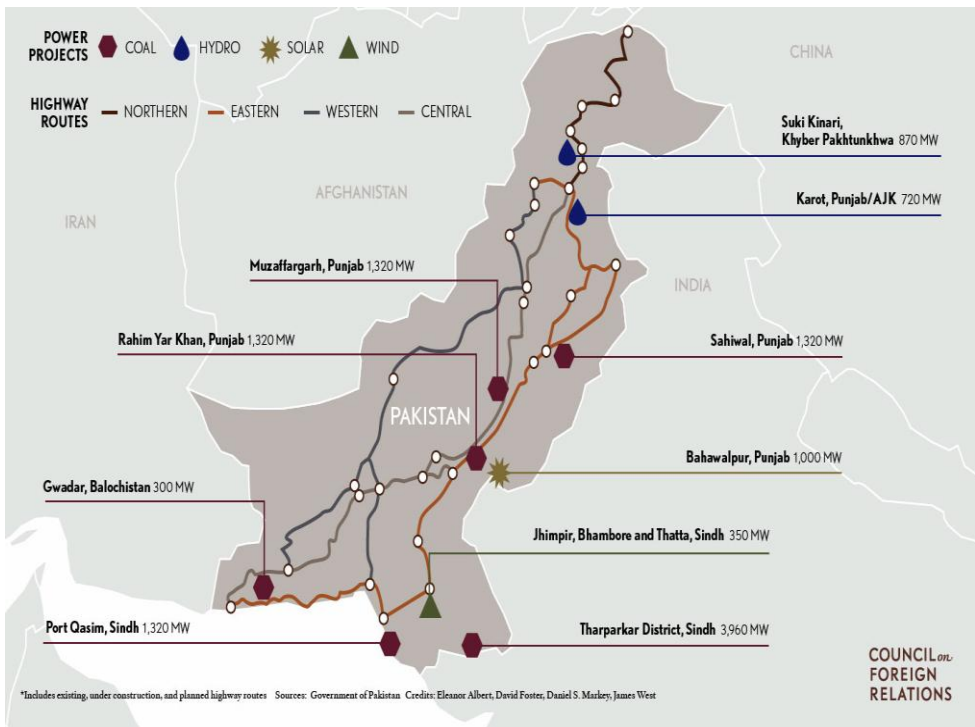 POWER
PROJECTS
COAL
HYDRO
SOLAR
WIND
HIGHWAY
ROUTES
NORTHERN
EASTERN
WESTERN
CENTRAL
CHINA
Suki Kinari,
Khyber Pakhtunkhwa 870 MW
AFGHANISTAN
IRAN
Karot, Punjab/AJK 720 MW
Muzaffargarh, Punjab 1,320 MW
INDIA
Rahim Yar Khan, Punjab 1,320 MW
Sahiwal, Punjab 1,320 MW
PAKISTAN
Bahawalpur, Punjab 1,000 MW
Gwadar, Balochistan 300 MW
Jhimpir, Bhambore and Thatta, Sindh 350 MW
Port Qasim, Sindh 1,320 MW
Tharparkar District, Sindh 3,960 MW
COUNCIL on
FOREIGN
RELATIONS
*Includes existing, under construction, and planned highway routes Sources: Government of Pakistan Credits: Eleanor Albert, David Foster, Daniel S. Markey, James West